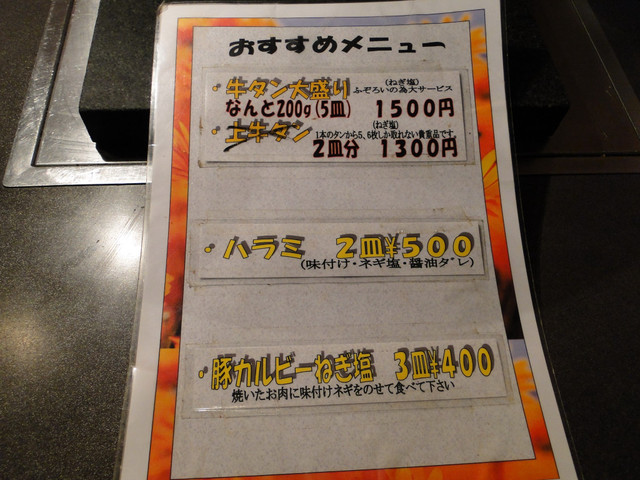 おすすめメニュー
・牛タン大盛り (ねぎ塩) ふぞろいの為大サービス
なんと200g(5皿) 1500円
・上牛タン (ねぎ塩) 1本のタンから5、6枚しか取れない貴重品です
2皿分 1300円
・ハラミ 2皿¥500
(味付け・ネギ塩・醤油ダレ)
・豚カルビーねぎ塩 3皿¥400
焼いたお肉に味付けネギをのせて食べて下さい